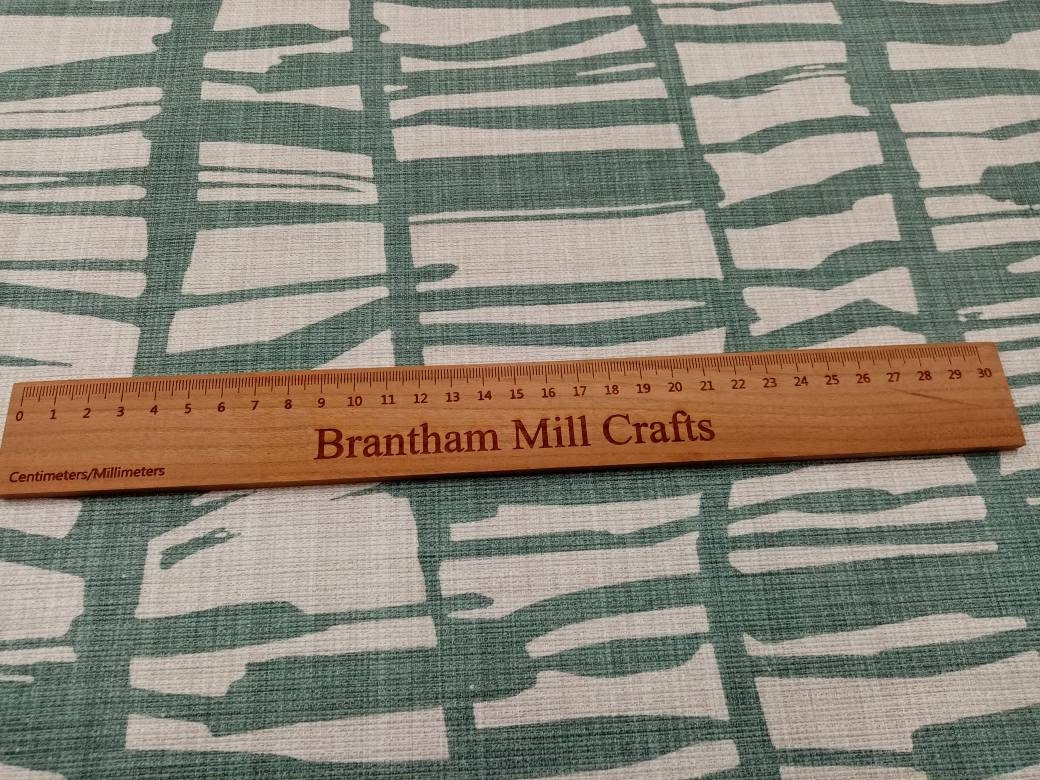 0 1 2 3 4 5 6 7 8 9 10 11 12 13 14 15 16 17 18 19 20 21 22 23 24 25 26 27 28 29 30
Brantham Mill Crafts
Centimeters/Millimeters